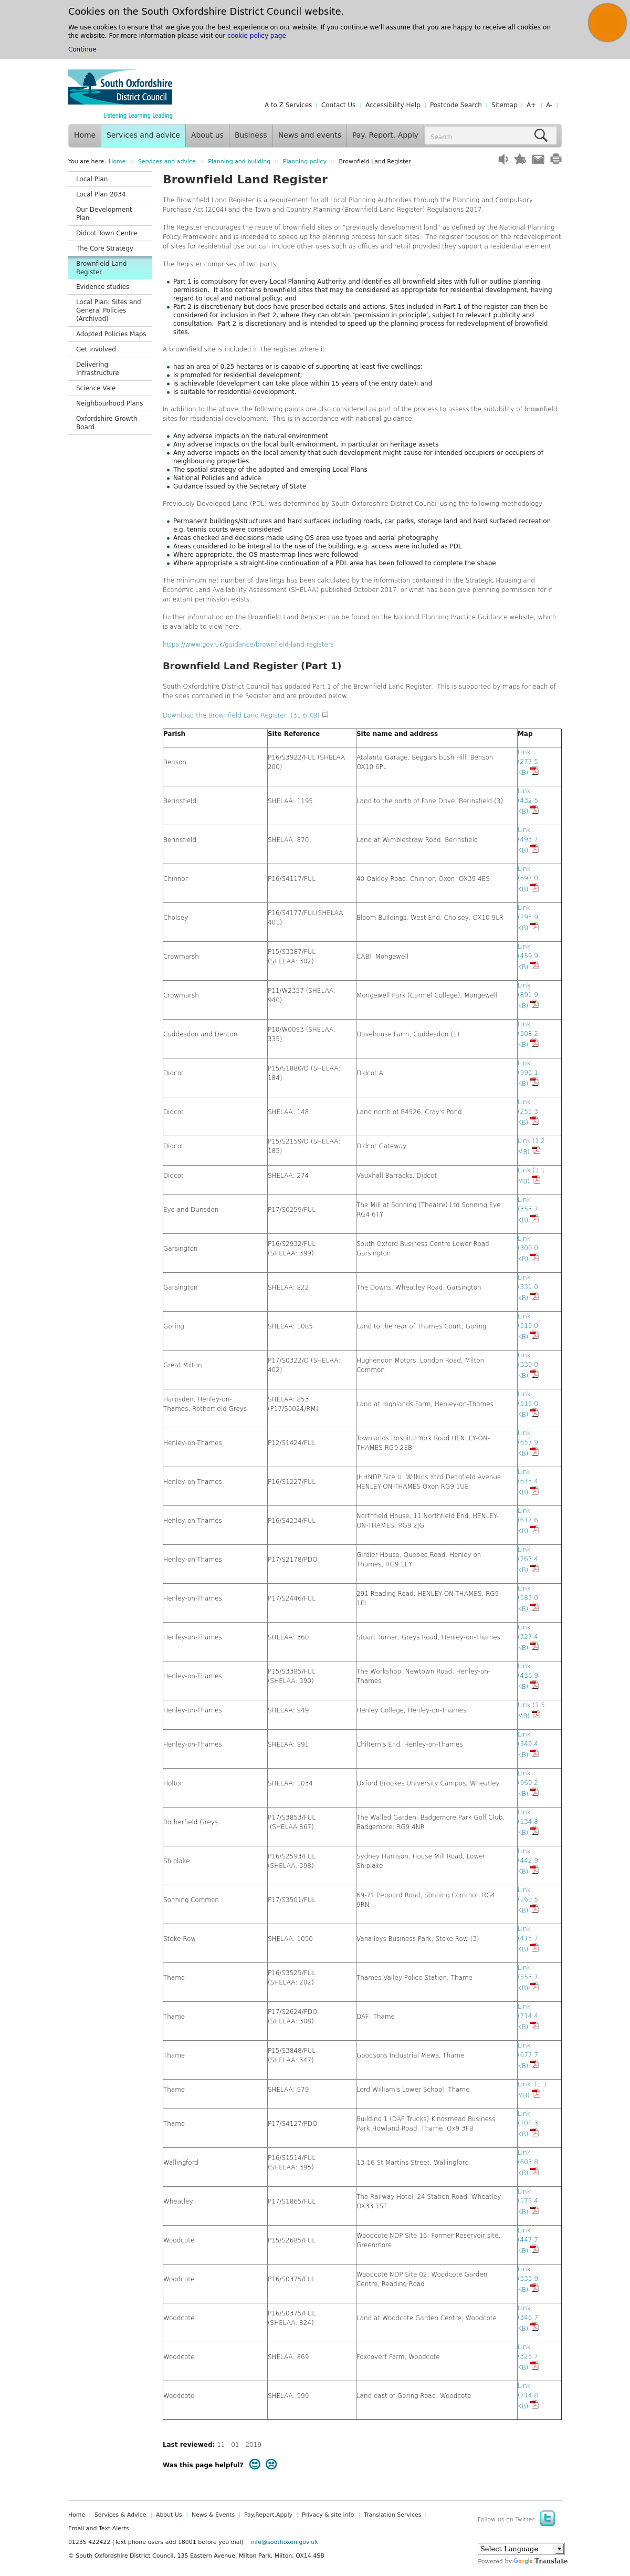 Cookies on the South Oxfordshire District Council website.
We use cookies to ensure that we give you the best experience on our website. If you continue we'll assume that you are happy to receive all cookies on
the website. For more information please visit our cookie policy page
Continue
South Oxfordshire
District Council
Listening Learning Leading
A to Z Services | Contact Us | Accessibility Help | Postcode Search | Sitemap | A+ | A- |
Home Services and advice About us Business News and events Pay. Report. Apply Search
You are here: Home Services and advice Planning and building Planning policy Brownfield Land Register
Local Plan
Local Plan 2034
Our Development
Plan
Didcot Town Centre
The Core Strategy
Brownfield Land
Register
Evidence studies
Local Plan: Sites and
General Policies
(Archived)
Adopted Policies Maps
Get involved
Delivering
Infrastructure
Science Vale
Neighbourhood Plans
Oxfordshire Growth
Board
Brownfield Land Register
The Brownfield Land Register is a requirement for all Local Planning Authorities through the Planning and Compulsory
Purchase Act (2004) and the Town and Country Planning (Brownfield Land Register) Regulations 2017.
The Register encourages the reuse of brownfield sites or "previously development land" as defined by the National Planning
Policy Framework and is intended to speed up the planning process for such sites. The register focuses on the redevelopment
of sites for residential use but can include other uses such as offices and retail provided they support a residential element.
The Register comprises of two parts:
Part 1 is compulsory for every Local Planning Authority and identifies all brownfield sites with full or outline planning
permission. It also contains brownfield sites that may be considered as appropriate for residential development, having
regard to local and national policy; and
Part 2 is discretionary but does have prescribed details and actions. Sites included in Part 1 of the register can then be
considered for inclusion in Part 2, where they can obtain 'permission in principle', subject to relevant publicity and
consultation. Part 2 is discretionary and is intended to speed up the planning process for redevelopment of brownfield
sites.
A brownfield site is included in the register where it:
has an area of 0.25 hectares or is capable of supporting at least five dwellings;
is promoted for residential development;
is achievable (development can take place within 15 years of the entry date); and
is suitable for residential development.
In addition to the above, the following points are also considered as part of the process to assess the suitability of brownfield
sites for residential development. This is in accordance with national guidance.
Any adverse impacts on the natural environment
Any adverse impacts on the local built environment, in particular on heritage assets
Any adverse impacts on the local amenity that such development might cause for intended occupiers or occupiers of
neighbouring properties
The spatial strategy of the adopted and emerging Local Plans
National Policies and advice
Guidance issued by the Secretary of State
Previously Developed Land (PDL) was determined by South Oxfordshire District Council using the following methodology:
Permanent buildings/structures and hard surfaces including roads, car parks, storage land and hard surfaced recreation
e.g. tennis courts were considered
Areas checked and decisions made using OS area use types and aerial photography
Areas considered to be integral to the use of the building, e.g. access were included as PDL
Where appropriate, the OS mastermap lines were followed
Where appropriate a straight-line continuation of a PDL area has been followed to complete the shape
The minimum net number of dwellings has been calculated by the information contained in the Strategic Housing and
Economic Land Availability Assessment (SHELAA) published October 2017, or what has been give planning permission for if
an extant permission exists.
Further information on the Brownfield Land Register can be found on the National Planning Practice Guidance website, which
is available to view here:
https://www.gov.uk/guidance/brownfield-land-registers
Brownfield Land Register (Part 1)
South Oxfordshire District Council has updated Part 1 of the Brownfield Land Register. This is supported by maps for each of
the sites contained in the Register and are provided below.
Download the Brownfield Land Register (31.6 KB)
Parish Site Reference Site name and address Map
Benson P16/S3922/FUL (SHELAA 200) Atalanta Garage, Beggars bush Hill, Benson OX10 6PL Link (277.5 KB)
Berinsfield SHELAA: 1195 Land to the north of Fane Drive, Berinsfield (3) Link (432.5 KB)
Berinsfield SHELAA: 870 Land at Wimblestraw Road, Berinsfield Link (493.7 KB)
Chinnor P16/S4117/FUL 40 Oakley Road, Chinnor, Oxon, OX39 4ES Link (697.0 KB)
Cholsey P16/S4177/FUL(SHELAA 401) Bloom Buildings, West End, Cholsey, OX10 9LR Link (295.9 KB)
Crowmarsh P15/S3387/FUL (SHELAA: 302) CABI, Mongewell Link (459.9 KB)
Crowmarsh P11/W2357 (SHELAA: 940) Mongewell Park (Carmel College), Mongewell Link (891.9 KB)
Cuddesdon and Denton P10/W0093 (SHELAA: 335) Dovehouse Farm, Cuddesdon (1) Link (308.2 KB)
Didcot P15/S1880/O (SHELAA: 184) Didcot A Link (996.1 KB)
Didcot SHELAA: 148 Land north of B4526, Cray's Pond Link (255.3 KB)
Didcot P15/S2159/O (SHELAA: 185) Didcot Gateway Link (1.2 MB)
Didcot SHELAA: 274 Vauxhall Barracks, Didcot Link (1.1 MB)
Eye and Dunsden P17/S0259/FUL The Mill at Sonning (Theatre) Ltd Sonning Eye RG4 6TY Link (353.7 KB)
Garsington P16/S2932/FUL (SHELAA: 399) South Oxford Business Centre Lower Road Garsington Link (300.0 KB)
Garsington SHELAA: 822 The Downs, Wheatley Road, Garsington Link (331.0 KB)
Goring SHELAA: 1085 Land to the rear of Thames Court, Goring Link (510.0 KB)
Great Milton P17/S0322/O (SHELAA: 402) Hughendon Motors, London Road, Milton Common Link (330.0 KB)
Harpsden, Henley-on-Thames, Rotherfield Greys SHELAA: 853 (P17/S0024/RM) Land at Highlands Farm, Henley-on-Thames Link (516.0 KB)
Henley-on-Thames P12/S1424/FUL Townlands Hospital York Road HENLEY-ON-THAMES RG9 2EB Link (657.9 KB)
Henley-on-Thames P16/S1227/FUL JHHNDP Site U: Wilkins Yard Deanfield Avenue HENLEY-ON-THAMES Oxon RG9 1UE Link (675.4 KB)
Henley-on-Thames P16/S4234/FUL Northfield House, 11 Northfield End, HENLEY-ON-THAMES, RG9 2JG Link (617.6 KB)
Henley-on-Thames P17/S2178/PDO Girdler House, Quebec Road, Henley on Thames, RG9 1EY Link (767.4 KB)
Henley-on-Thames P17/S2446/FUL 291 Reading Road, HENLEY-ON-THAMES, RG9 1EL Link (583.0 KB)
Henley-on-Thames SHELAA: 360 Stuart Turner, Greys Road, Henley-on-Thames Link (727.4 KB)
Henley-on-Thames P15/S3385/FUL (SHELAA: 390) The Workshop, Newtown Road, Henley-on-Thames Link (436.9 KB)
Henley-on-Thames SHELAA: 949 Henley College, Henley-on-Thames Link (1.5 MB)
Henley-on-Thames SHELAA: 991 Chiltern's End, Henley-on-Thames Link (549.4 KB)
Holton SHELAA: 1034 Oxford Brookes University Campus, Wheatley Link (969.2 KB)
Rotherfield Greys P17/S3853/FUL (SHELAA 867) The Walled Garden, Badgemore Park Golf Club, Badgemore, RG9 4NR Link (134.8 KB)
Shiplake P16/S2593/FUL (SHELAA: 398) Sydney Harrison, House Mill Road, Lower Shiplake Link (442.9 KB)
Sonning Common P17/S3501/FUL 69-71 Peppard Road, Sonning Common RG4 9RN Link (160.5 KB)
Stoke Row SHELAA: 1050 Vanalloys Business Park, Stoke Row (3) Link (415.7 KB)
Thame P16/S3525/FUL (SHELAA: 202) Thames Valley Police Station, Thame Link (553.7 KB)
Thame P17/S2624/PDO (SHELAA: 308) DAF, Thame Link (714.4 KB)
Thame P15/S3848/FUL (SHELAA: 347) Goodsons Industrial Mews, Thame Link (677.7 KB)
Thame SHELAA: 979 Lord William's Lower School, Thame Link (1.1 MB)
Thame P17/S4127/PDO Building 1 (DAF Trucks) Kingsmead Business Park Howland Road, Thame, Ox9 3FB Link (208.3 KB)
Wallingford P16/S1514/FUL (SHELAA: 395) 13-16 St Martins Street, Wallingford Link (603.8 KB)
Wheatley P17/S1865/FUL The Railway Hotel, 24 Station Road, Wheatley, OX33 1ST Link (175.4 KB)
Woodcote P15/S2685/FUL Woodcote NDP Site 16: Former Reservoir site, Greenmore Link (447.7 KB)
Woodcote P16/S0375/FUL Woodcote NDP Site 02: Woodcote Garden Centre, Reading Road Link (333.9 KB)
Woodcote P16/S0375/FUL (SHELAA: 824) Land at Woodcote Garden Centre, Woodcote Link (346.7 KB)
Woodcote SHELAA: 869 Foxcovert Farm, Woodcote Link (326.7 KB)
Woodcote SHELAA: 999 Land east of Goring Road, Woodcote Link (714.8 KB)
Last reviewed: 11 - 01 - 2019
Was this page helpful?
Home | Services & Advice | About Us | News & Events | Pay.Report.Apply | Privacy & site info | Translation Services |
Email and Text Alerts
Follow us on Twitter
01235 422422 (Text phone users add 18001 before you dial) info@southoxon.gov.uk
© South Oxfordshire District Council, 135 Eastern Avenue, Milton Park, Milton, OX14 4SB
Select Language
Powered by Google Translate